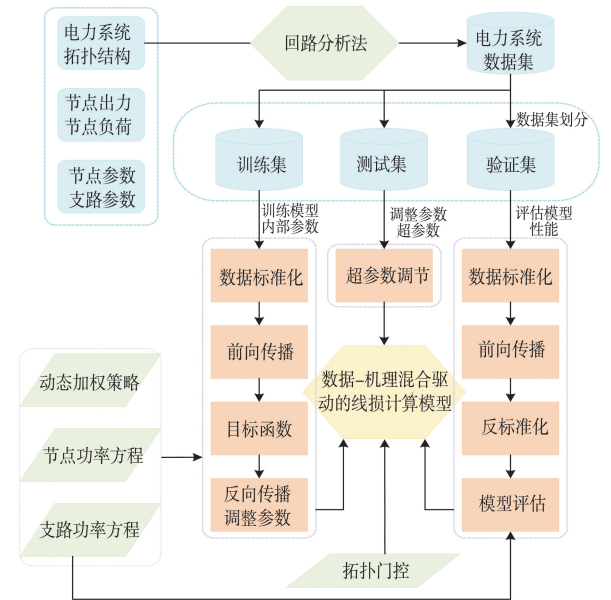 电力系统
拓扑结构
回路分析法
电力系统
数据集
节点出力
节点负荷
数据集划分
节点参数
支路参数
训练集
测试集
验证集
训练模型
内部参数
调整参数
超参数
评估模型
性能
数据标准化
超参数调节
数据标准化
前向传播
前向传播
动态加权策略
数据-机理混合驱
动的线损计算模型
目标函数
反标准化
节点功率方程
反向传播
调整参数
模型评估
支路功率方程
拓扑门控